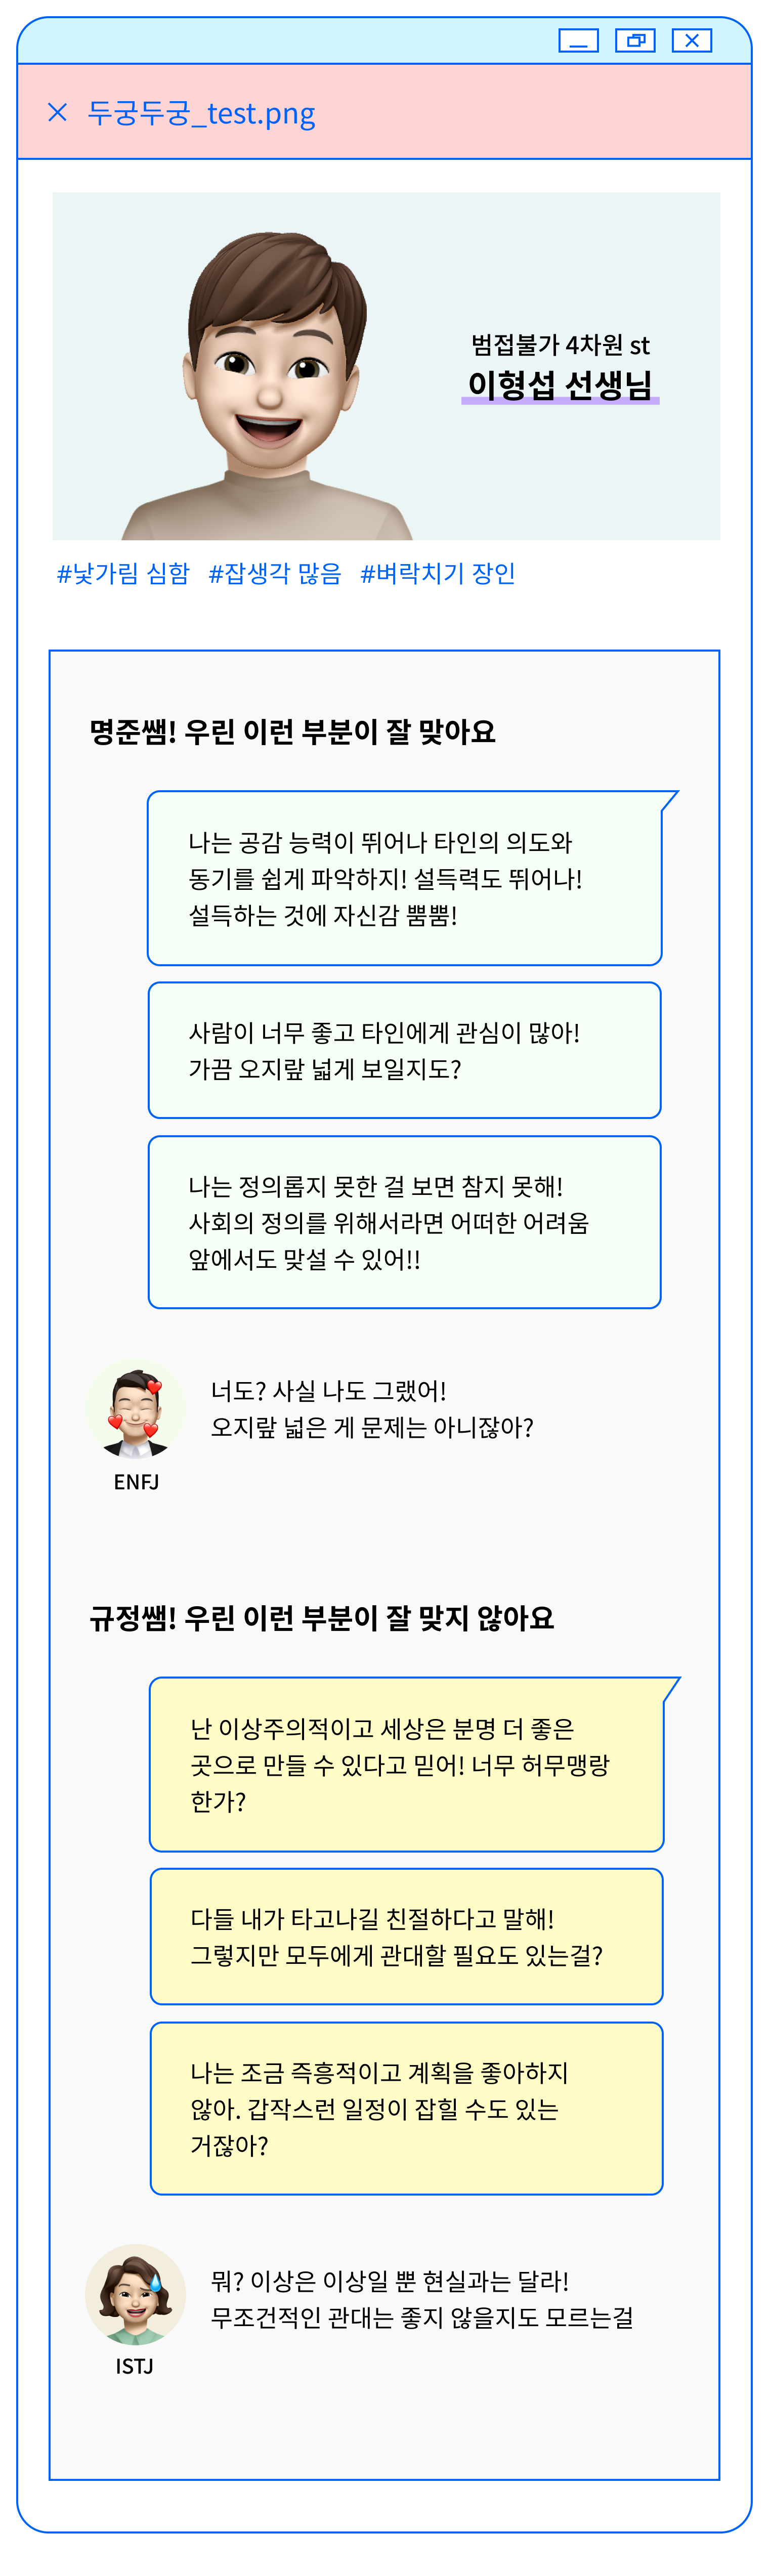 두궁두궁_test.png
범접불가 4차원 st
이형섭 선생님
#낯가림 심함 #잡생각 많음 #벼락치기 장인
명준쌤! 우린 이런 부분이 잘 맞아요
나는 공감 능력이 뛰어나 타인의 의도와
동기를 쉽게 파악하지! 설득력도 뛰어나!
설득하는 것에 자신감 뿜뿜!
사람이 너무 좋고 타인에게 관심이 많아!
가끔 오지랖 넓게 보일지도?
나는 정의롭지 못한 걸 보면 참지 못해!
사회의 정의를 위해서라면 어떠한 어려움
앞에서도 맞설 수 있어!!
너도? 사실 나도 그랬어!
오지랖 넓은 게 문제는 아니잖아?
ENFJ
규정쌤! 우린 이런 부분이 잘 맞지 않아요
난 이상주의적이고 세상은 분명 더 좋은
곳으로 만들 수 있다고 믿어! 너무 허무맹랑
한가?
다들 내가 타고나길 친절하다고 말해!
그렇지만 모두에게 관대할 필요도 있는걸?
나는 조금 즉흥적이고 계획을 좋아하지
않아. 갑작스런 일정이 잡힐 수도 있는
거잖아?
뭐? 이상은 이상일 뿐 현실과는 달라!
무조건적인 관대는 좋지 않을지도 모르는걸
ISTJ